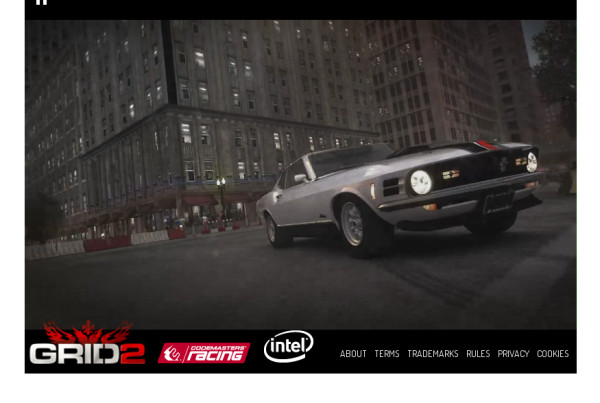 GRID2
CODEMASTERS
racing
intel
ABOUT TERMS TRADEMARKS RULES PRIVACY COOKIES